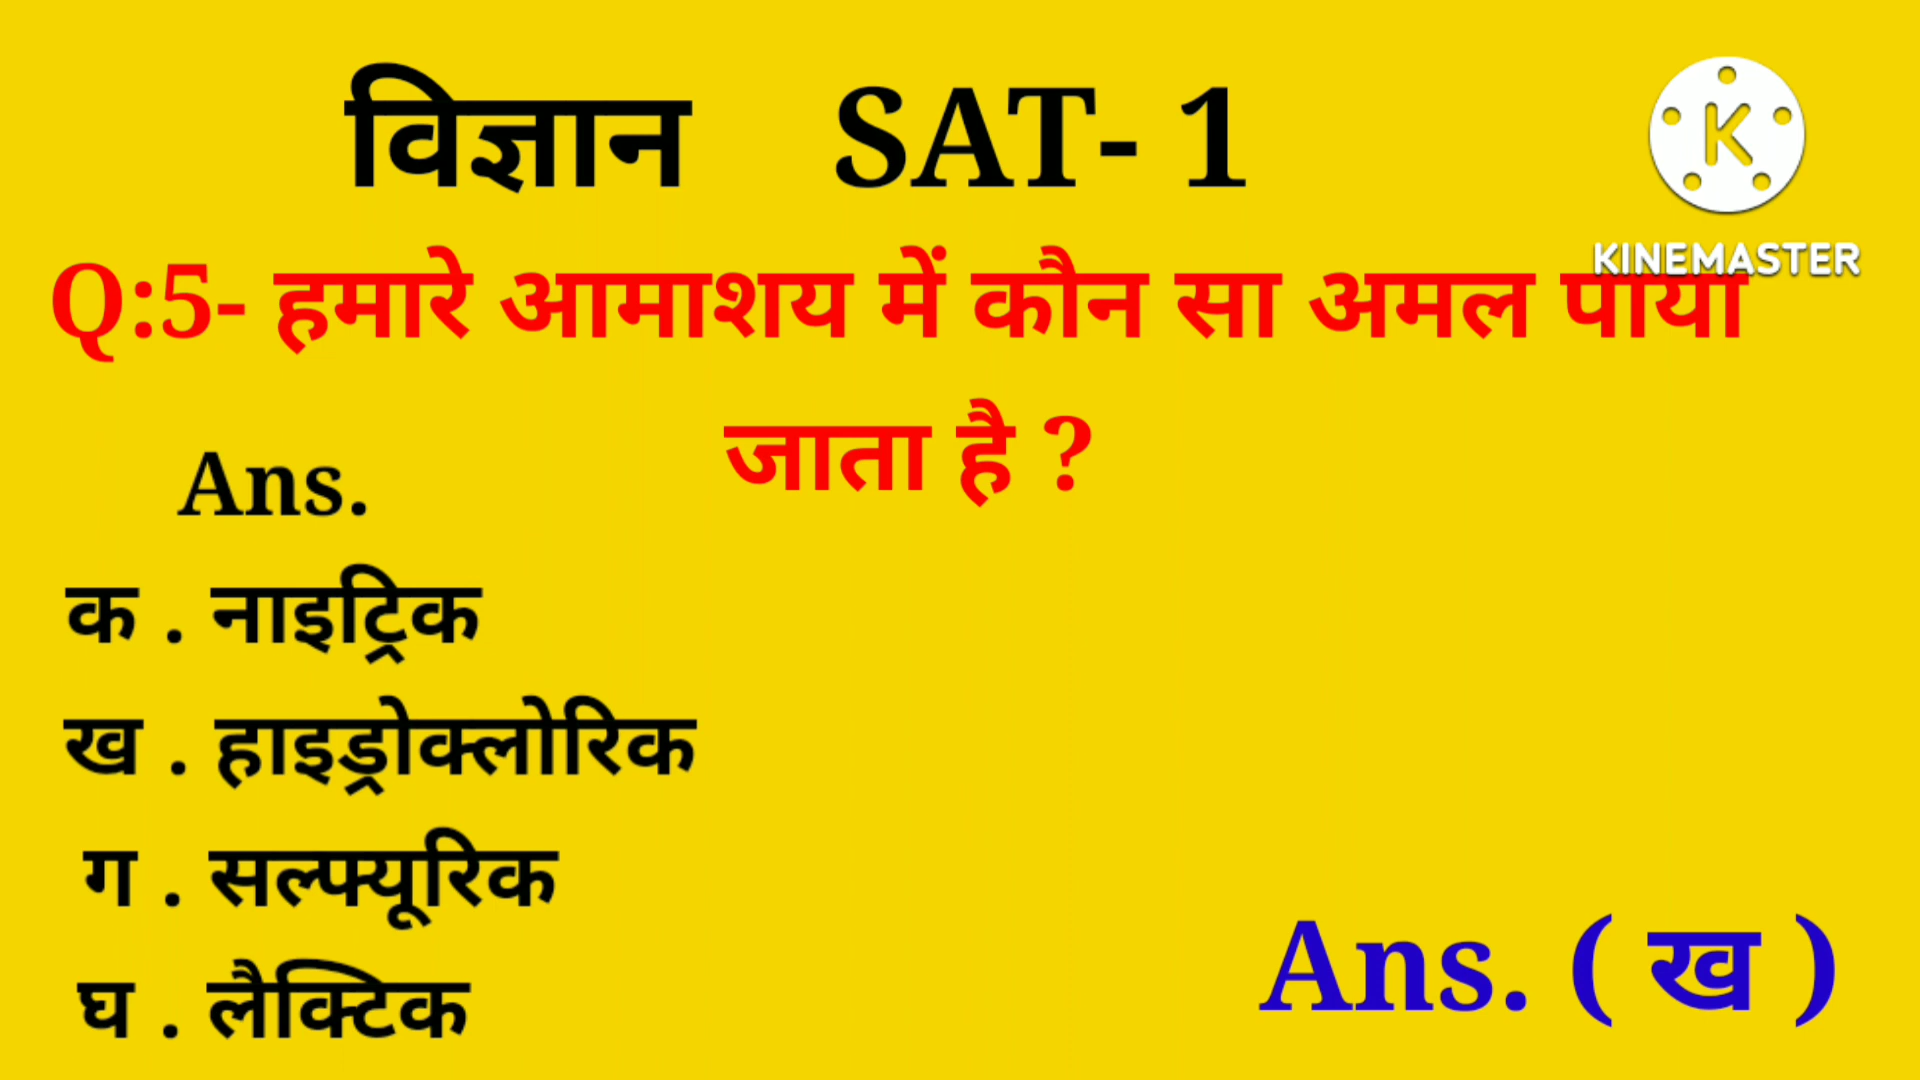 विज्ञान SAT- 1
K
KINEMASTER
Q:5- हमारे आमाशय में कौन सा अमल पाया
जाता है ?
Ans.
क . नाइट्रिक
ख . हाइड्रोक्लोरिक
ग . सल्फ्यूरिक
घ . लैक्टिक
Ans. ( ख )